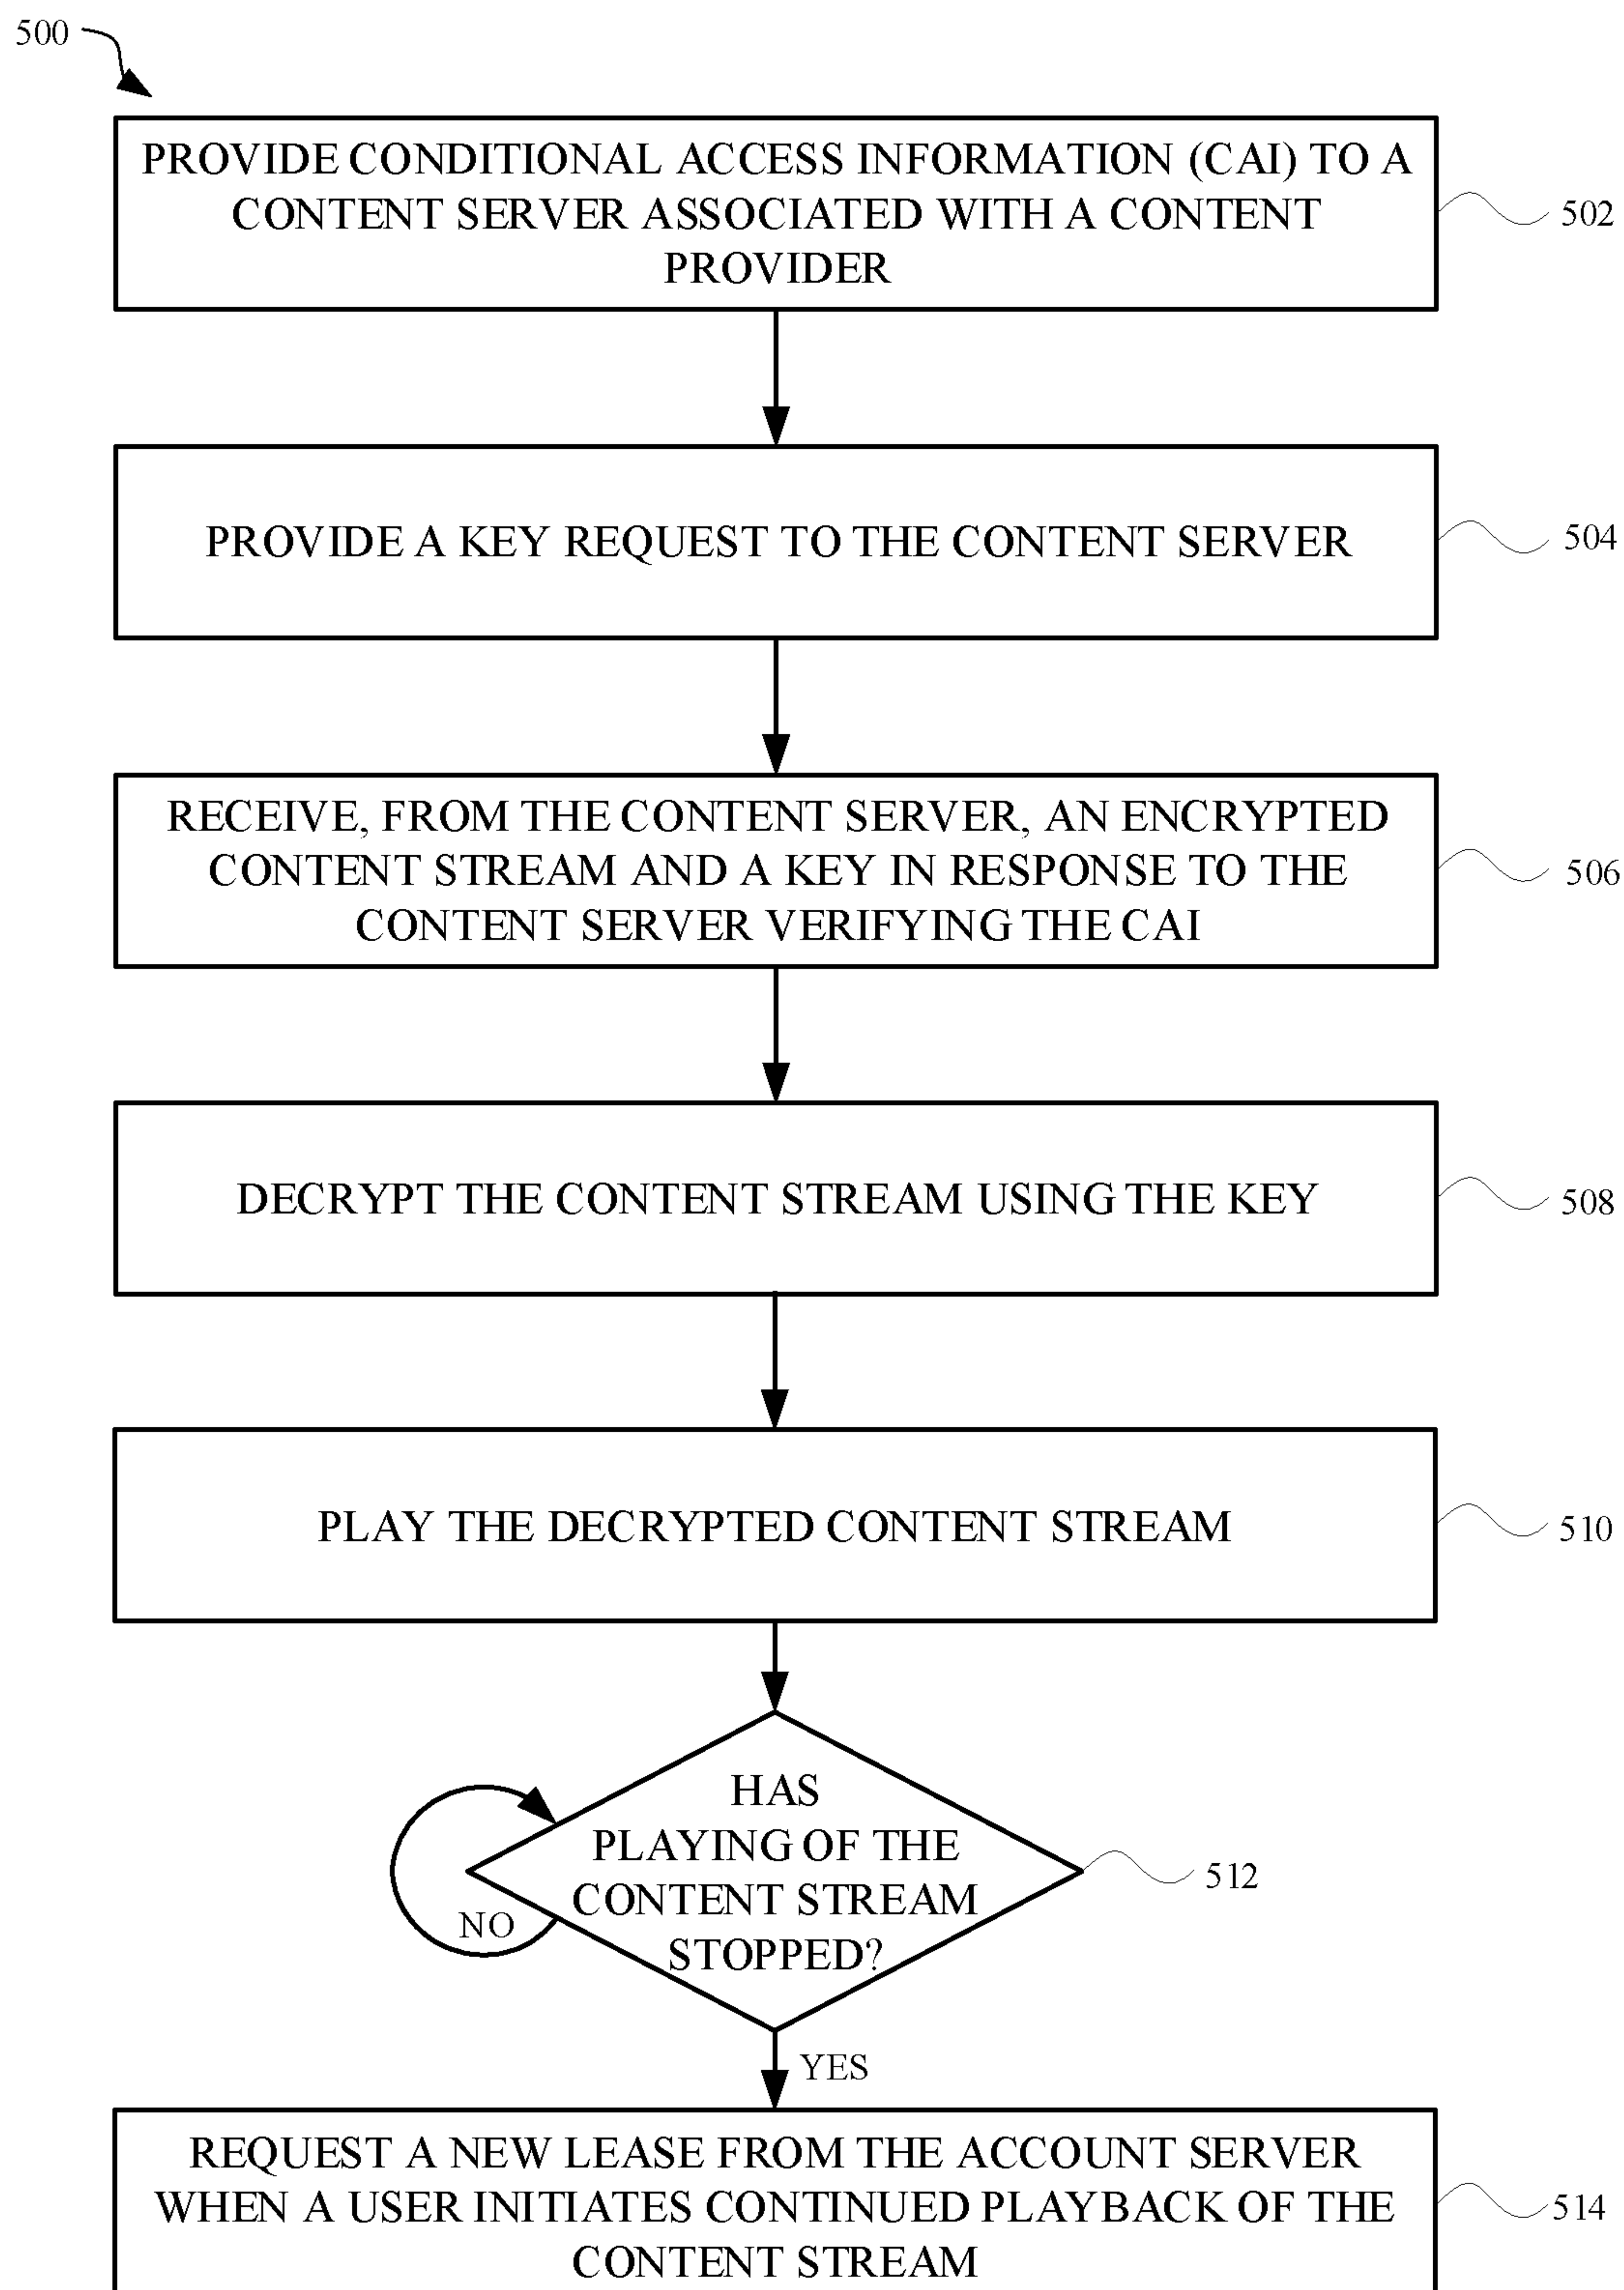 500
PROVIDE CONDITIONAL ACCESS INFORMATION (CAI) TO A
CONTENT SERVER ASSOCIATED WITH A CONTENT
PROVIDER
502
PROVIDE A KEY REQUEST TO THE CONTENT SERVER
504
RECEIVE, FROM THE CONTENT SERVER, AN ENCRYPTED
CONTENT STREAM AND A KEY IN RESPONSE TO THE
CONTENT SERVER VERIFYING THE CAI
506
DECRYPT THE CONTENT STREAM USING THE KEY
508
PLAY THE DECRYPTED CONTENT STREAM
510
HAS
PLAYING OF THE
CONTENT STREAM
STOPPED?
512
NO
YES
REQUEST A NEW LEASE FROM THE ACCOUNT SERVER
WHEN A USER INITIATES CONTINUED PLAYBACK OF THE
CONTENT STREAM
514